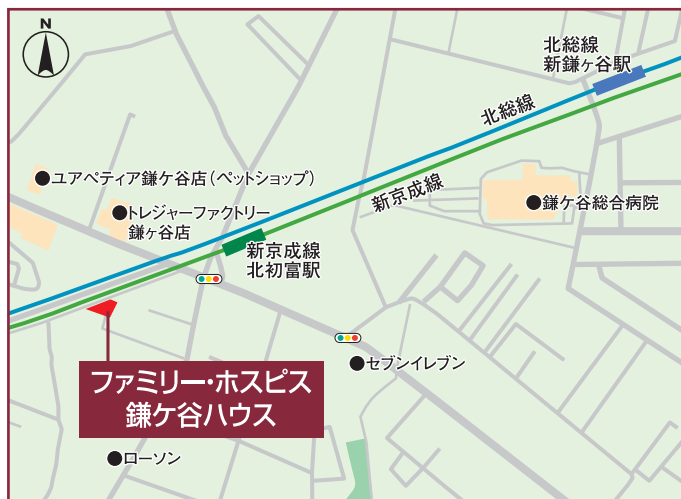 N
北総線
新鎌ヶ谷駅
北総線
新京成線
ユアペティア鎌ケ谷店(ペットショップ)
トレジャーファクトリー
鎌ヶ谷店
鎌ケ谷総合病院
新京成線
北初富駅
セブンイレブン
ファミリー・ホスピス
鎌ケ谷ハウス
ローソン